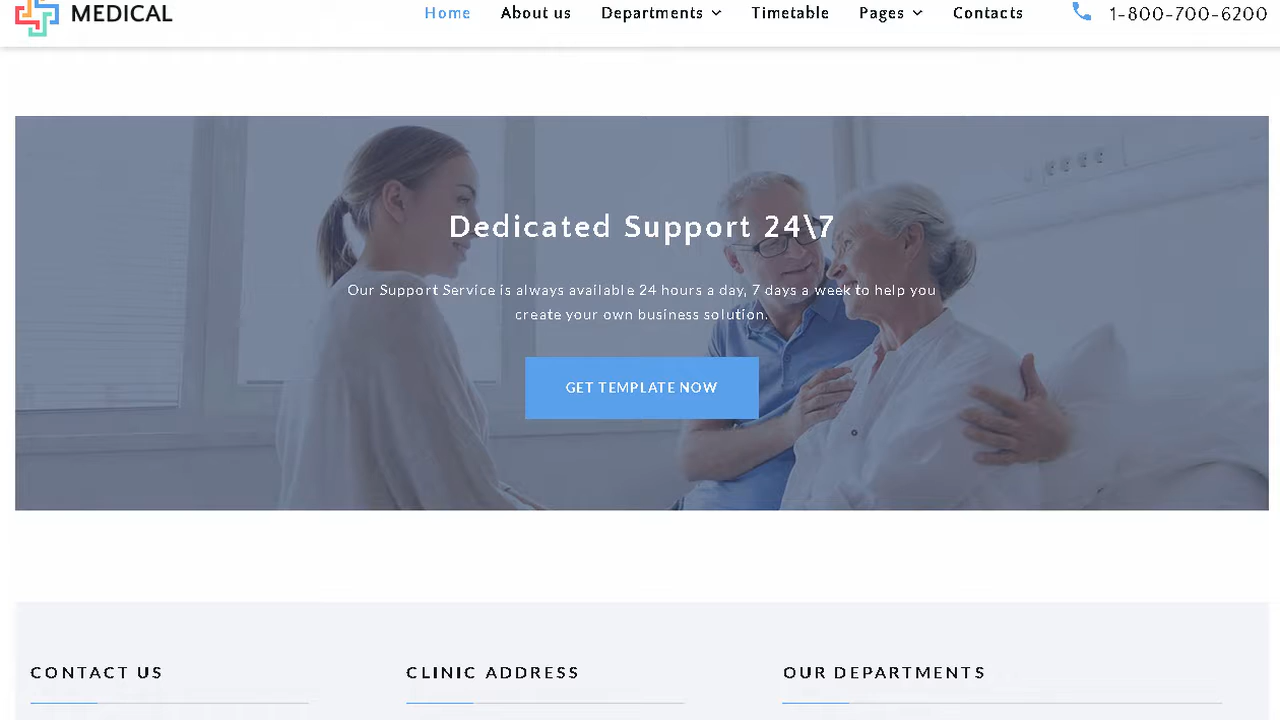 MEDICAL
Home
About us
Departments
Timetable
Pages
Contacts
1-800-700-6200
Dedicated Support 24\7
Our Support Service is always available 24 hours a day, 7 days a week to help you
create your own business solution.
GET TEMPLATE NOW
CONTACT US
CLINIC ADDRESS
OUR DEPARTMENTS